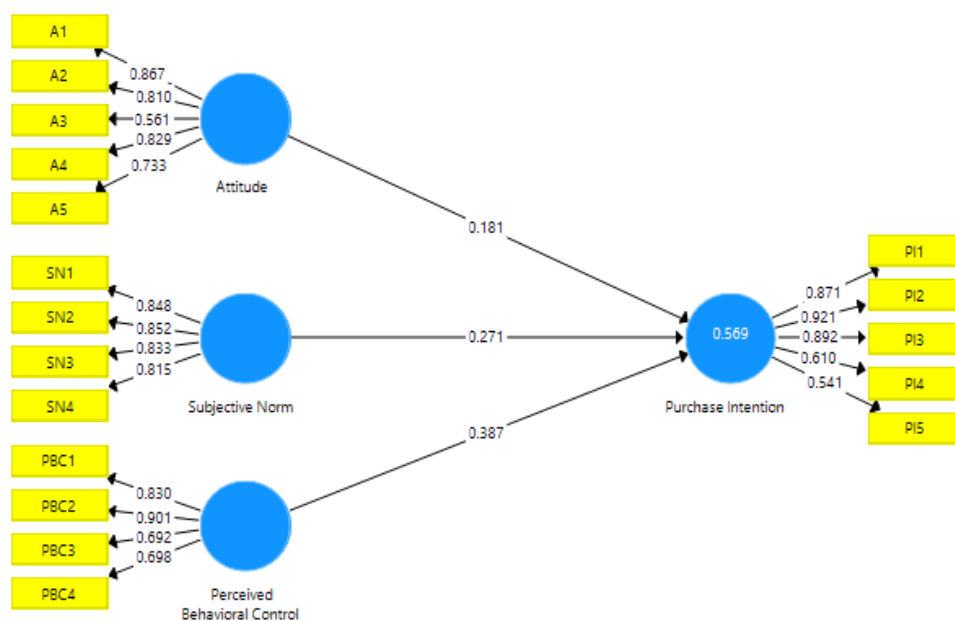 A1
A2
A3
A4
A5
0.867
0.810
0.561
0.829
0.733
Attitude
0.181
SN1
SN2
SN3
SN4
0.848
0.852
0.833
0.815
Subjective Norm
0.271
PBC1
PBC2
PBC3
PBC4
0.830
0.901
0.692
0.698
Perceived
Behavioral Control
0.387
0.569
Purchase Intention
0.871
0.921
0.892
0.610
0.541
PI1
PI2
PI3
PI4
PI5